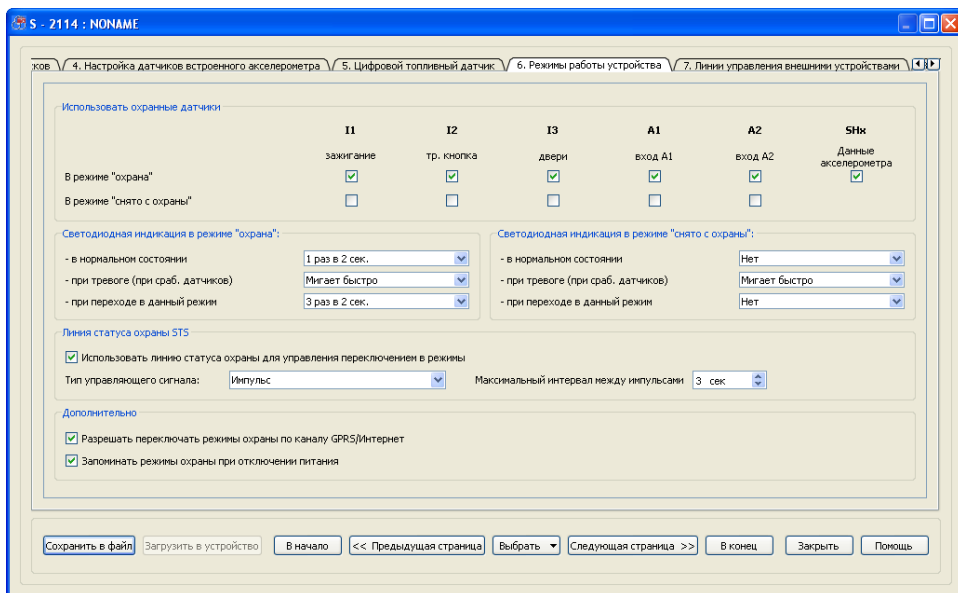 S - 2114 : NONAME
ков 4. Настройка датчиков встроенного акселерометра 5. Цифровой топливный датчик 6. Режимы работы устройства 7. Линии управления внешними устройствами
Использовать охранные датчики
I1 I2 I3 A1 A2 SHx
зажигание тр. кнопка двери вход A1 вход A2 Данные акселерометра
В режиме "охрана"
В режиме "снято с охраны"
Светодиодная индикация в режиме "охрана":
- в нормальном состоянии 1 раз в 2 сек.
- при тревоге (при сраб. датчиков) Мигает быстро
- при переходе в данный режим 3 раз в 2 сек.
Светодиодная индикация в режиме "снято с охраны":
- в нормальном состоянии Нет
- при тревоге (при сраб. датчиков) Мигает быстро
- при переходе в данный режим Нет
Линия статуса охраны STS
Использовать линию статуса охраны для управления переключением в режимы
Тип управляющего сигнала: Импульс Максимальный интервал между импульсами 3 сек
Дополнительно
Разрешать переключать режимы охраны по каналу GPRS/Интернет
Запоминать режимы охраны при отключении питания
Сохранить в файл Загрузить в устройство В начало << Предыдущая страница Выбрать Следующая страница >> В конец Закрыть Помощь